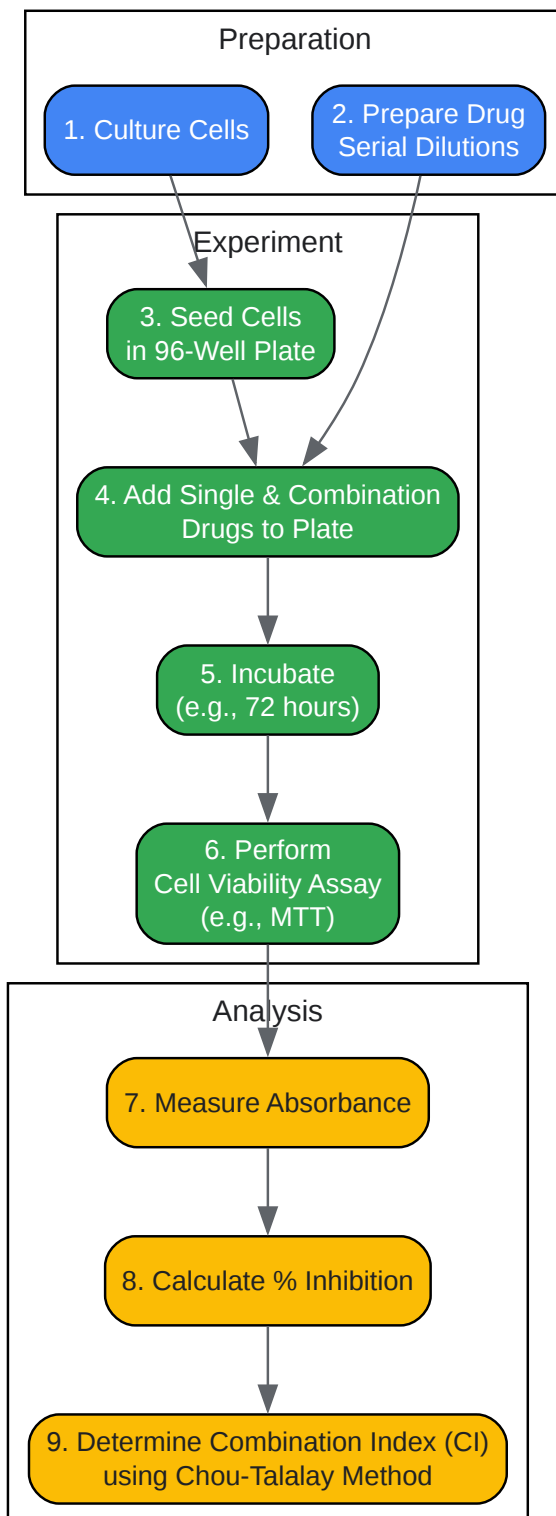 Preparation
1. Culture Cells
2. Prepare Drug
Serial Dilutions
Experiment
3. Seed Cells
in 96-Well Plate
4. Add Single & Combination
Drugs to Plate
5. Incubate
(e.g., 72 hours)
6. Perform
Cell Viability Assay
(e.g., MTT)
Analysis
7. Measure Absorbance
8. Calculate % Inhibition
9. Determine Combination Index (CI)
using Chou-Talalay Method